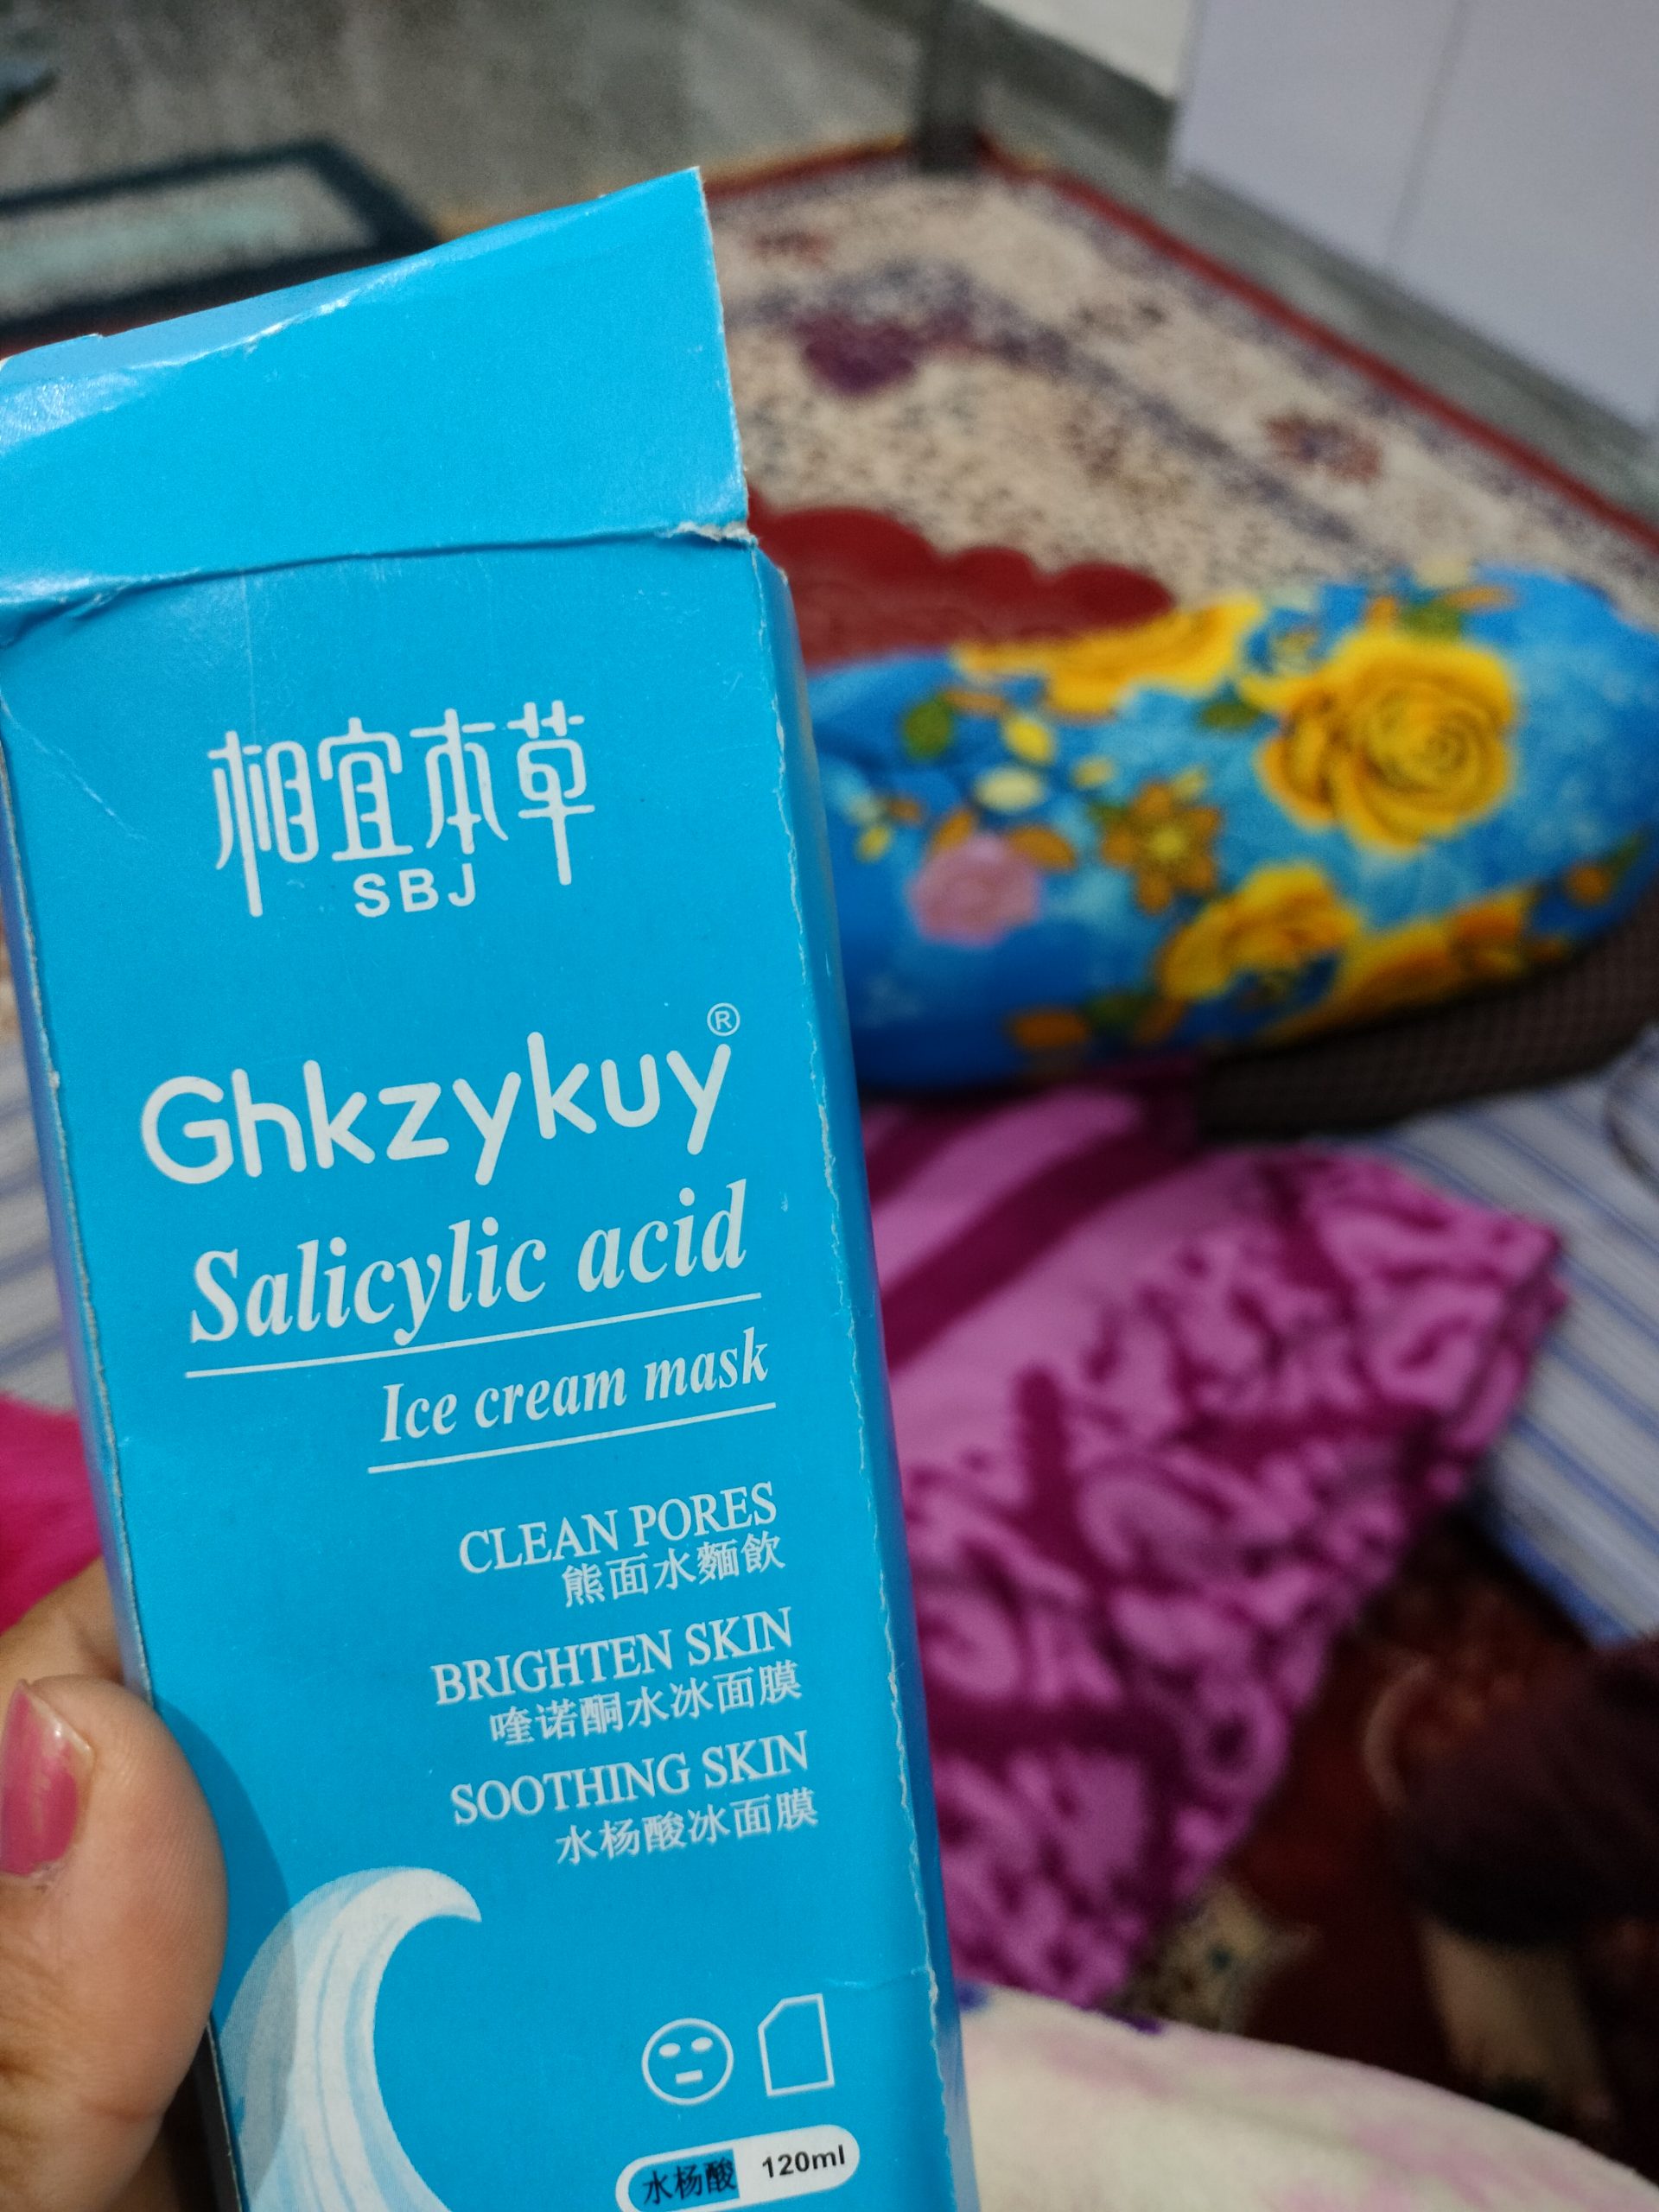 相宜本草
SBJ
Ghkzykuy®
Salicylic acid
Ice cream mask
CLEAN PORES
熊面水麵飲
BRIGHTEN SKIN
喹诺酮水冰面膜
SOOTHING SKIN
水杨酸冰面膜
水杨酸 120ml